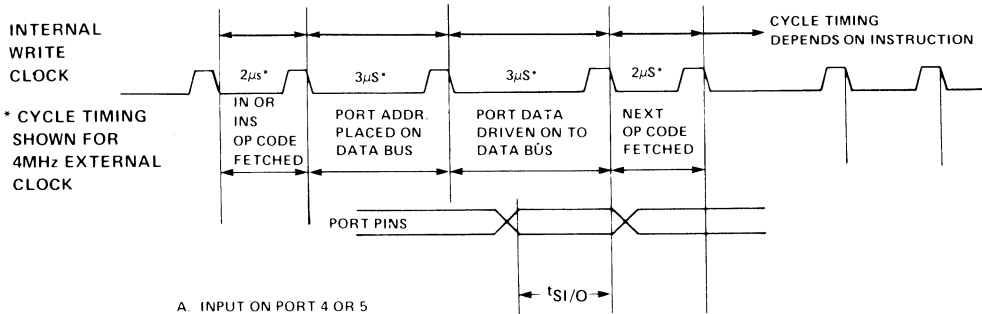 INTERNAL
WRITE
CLOCK
CYCLE TIMING
DEPENDS ON INSTRUCTION
2μs*
3μS*
3μS*
2μS*
* CYCLE TIMING
SHOWN FOR
4MHz EXTERNAL
CLOCK
IN OR
INS
OP CODE
FETCHED
PORT ADDR.
PLACED ON
DATA BUS
PORT DATA
DRIVEN ON TO
DATA BUS
NEXT
OP CODE
FETCHED
PORT PINS
tSI/O
A. INPUT ON PORT 4 OR 5